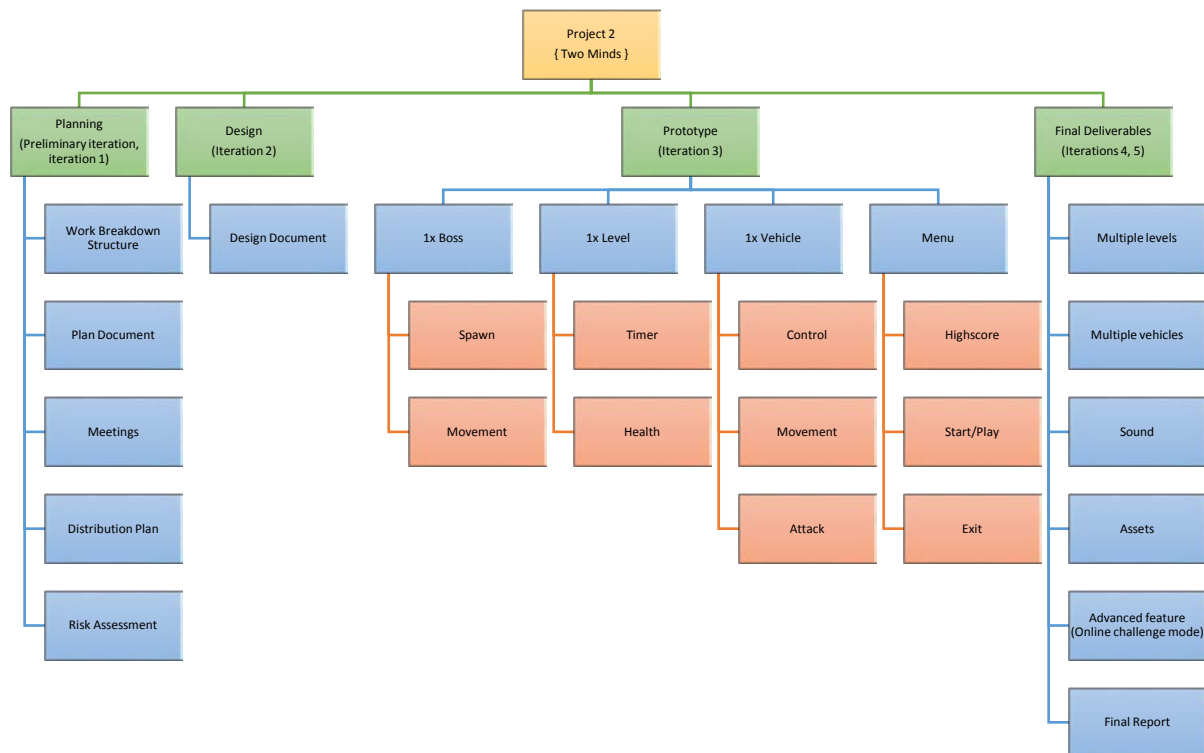 Project 2
{ Two Minds }
Planning
(Preliminary iteration,
iteration 1)
Design
(Iteration 2)
Prototype
(Iteration 3)
Final Deliverables
(Iterations 4, 5)
Work Breakdown
Structure
Plan Document
Meetings
Distribution Plan
Risk Assessment
Design Document
1x Boss
Spawn
Movement
1x Level
Timer
Health
1x Vehicle
Control
Movement
Attack
Menu
Highscore
Start/Play
Exit
Multiple levels
Multiple vehicles
Sound
Assets
Advanced feature
(Online challenge mode)
Final Report